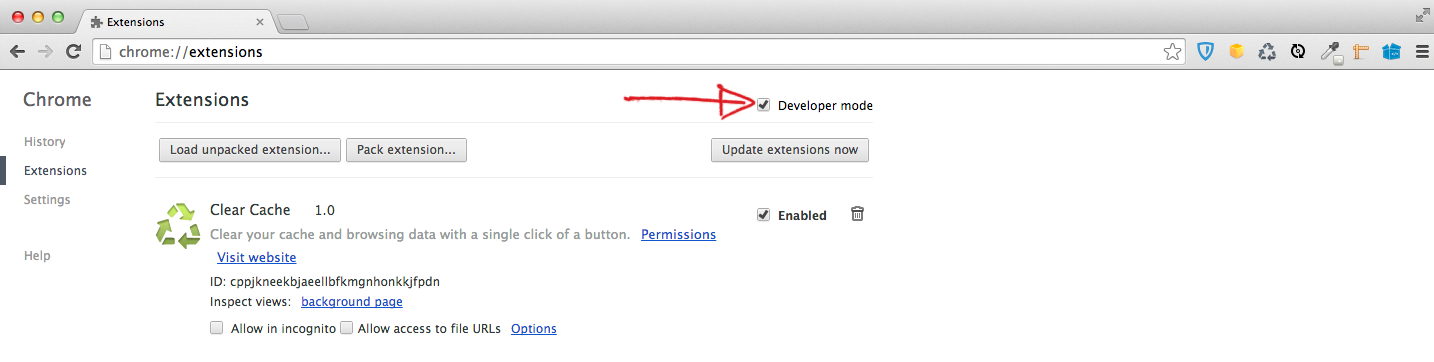 Extensions
chrome://extensions
Chrome
Extensions
Developer mode
History
Extensions
Settings
Help
Load unpacked extension... Pack extension... Update extensions now
Clear Cache 1.0
Enabled
Clear your cache and browsing data with a single click of a button. Permissions
Visit website
ID: cppjkneekbjaeellbfkmgnhonkkjfpdn
Inspect views: background page
Allow in incognito Allow access to file URLs Options